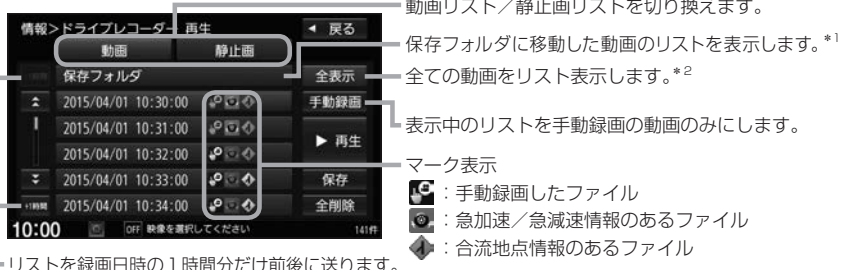 動画リスト／静止画リストを切り換えます。
情報>ドライブレコーダー 再生
戻る
動画
静止画
保存フォルダに移動した動画のリストを表示します。*1
保存フォルダ
全表示
全ての動画をリスト表示します。*2
2015/04/01 10:30:00
手動録画
2015/04/01 10:31:00
表示中のリストを手動録画の動画のみにします。
2015/04/01 10:32:00
再生
マーク表示
2015/04/01 10:33:00
保存
：手動録画したファイル
+1時間
2015/04/01 10:34:00
全削除
：急加速／急減速情報のあるファイル
10:00
OFF 映像を選択してください
141件
：合流地点情報のあるファイル
リストを録画日時の1時間分だけ前後に送ります。